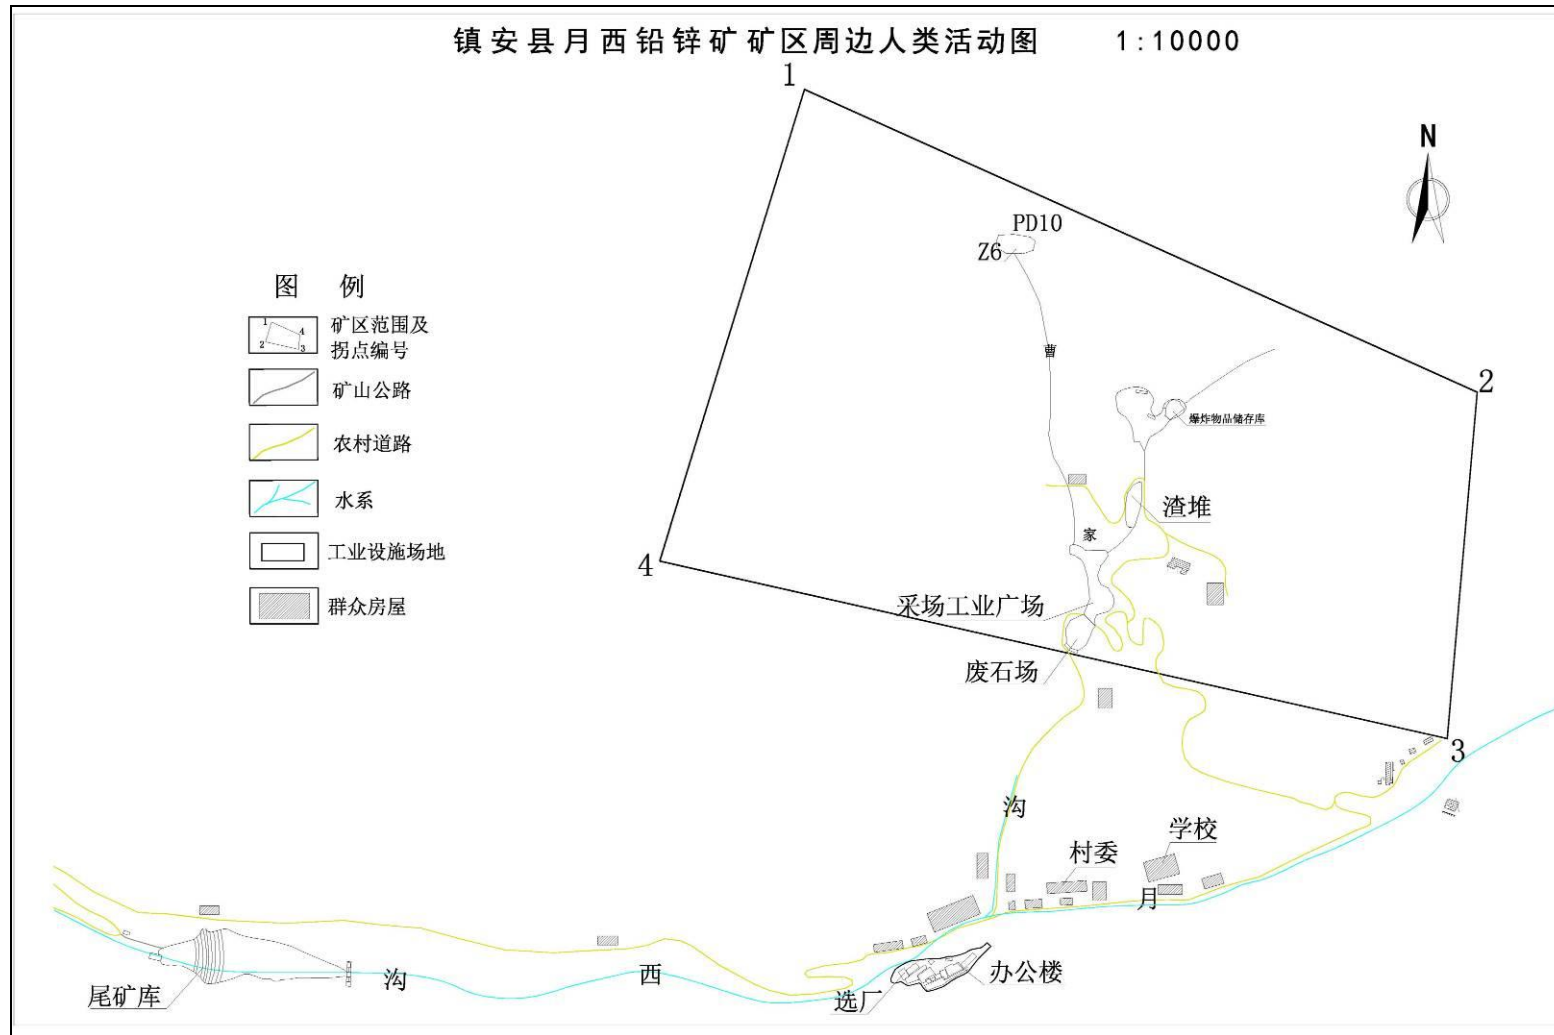 镇安县月西铅锌矿矿区周边人类活动图 1:10000
1
N
PD10
Z6
图 例
1
4
2
3
矿区范围及
拐点编号
曹
矿山公路
2
爆炸物品储存库
农村道路
水系
渣堆
家
工业设施场地
4
采场工业广场
群众房屋
废石场
3
沟
学校
村委
月
西
办公楼
沟
尾矿库
选厂